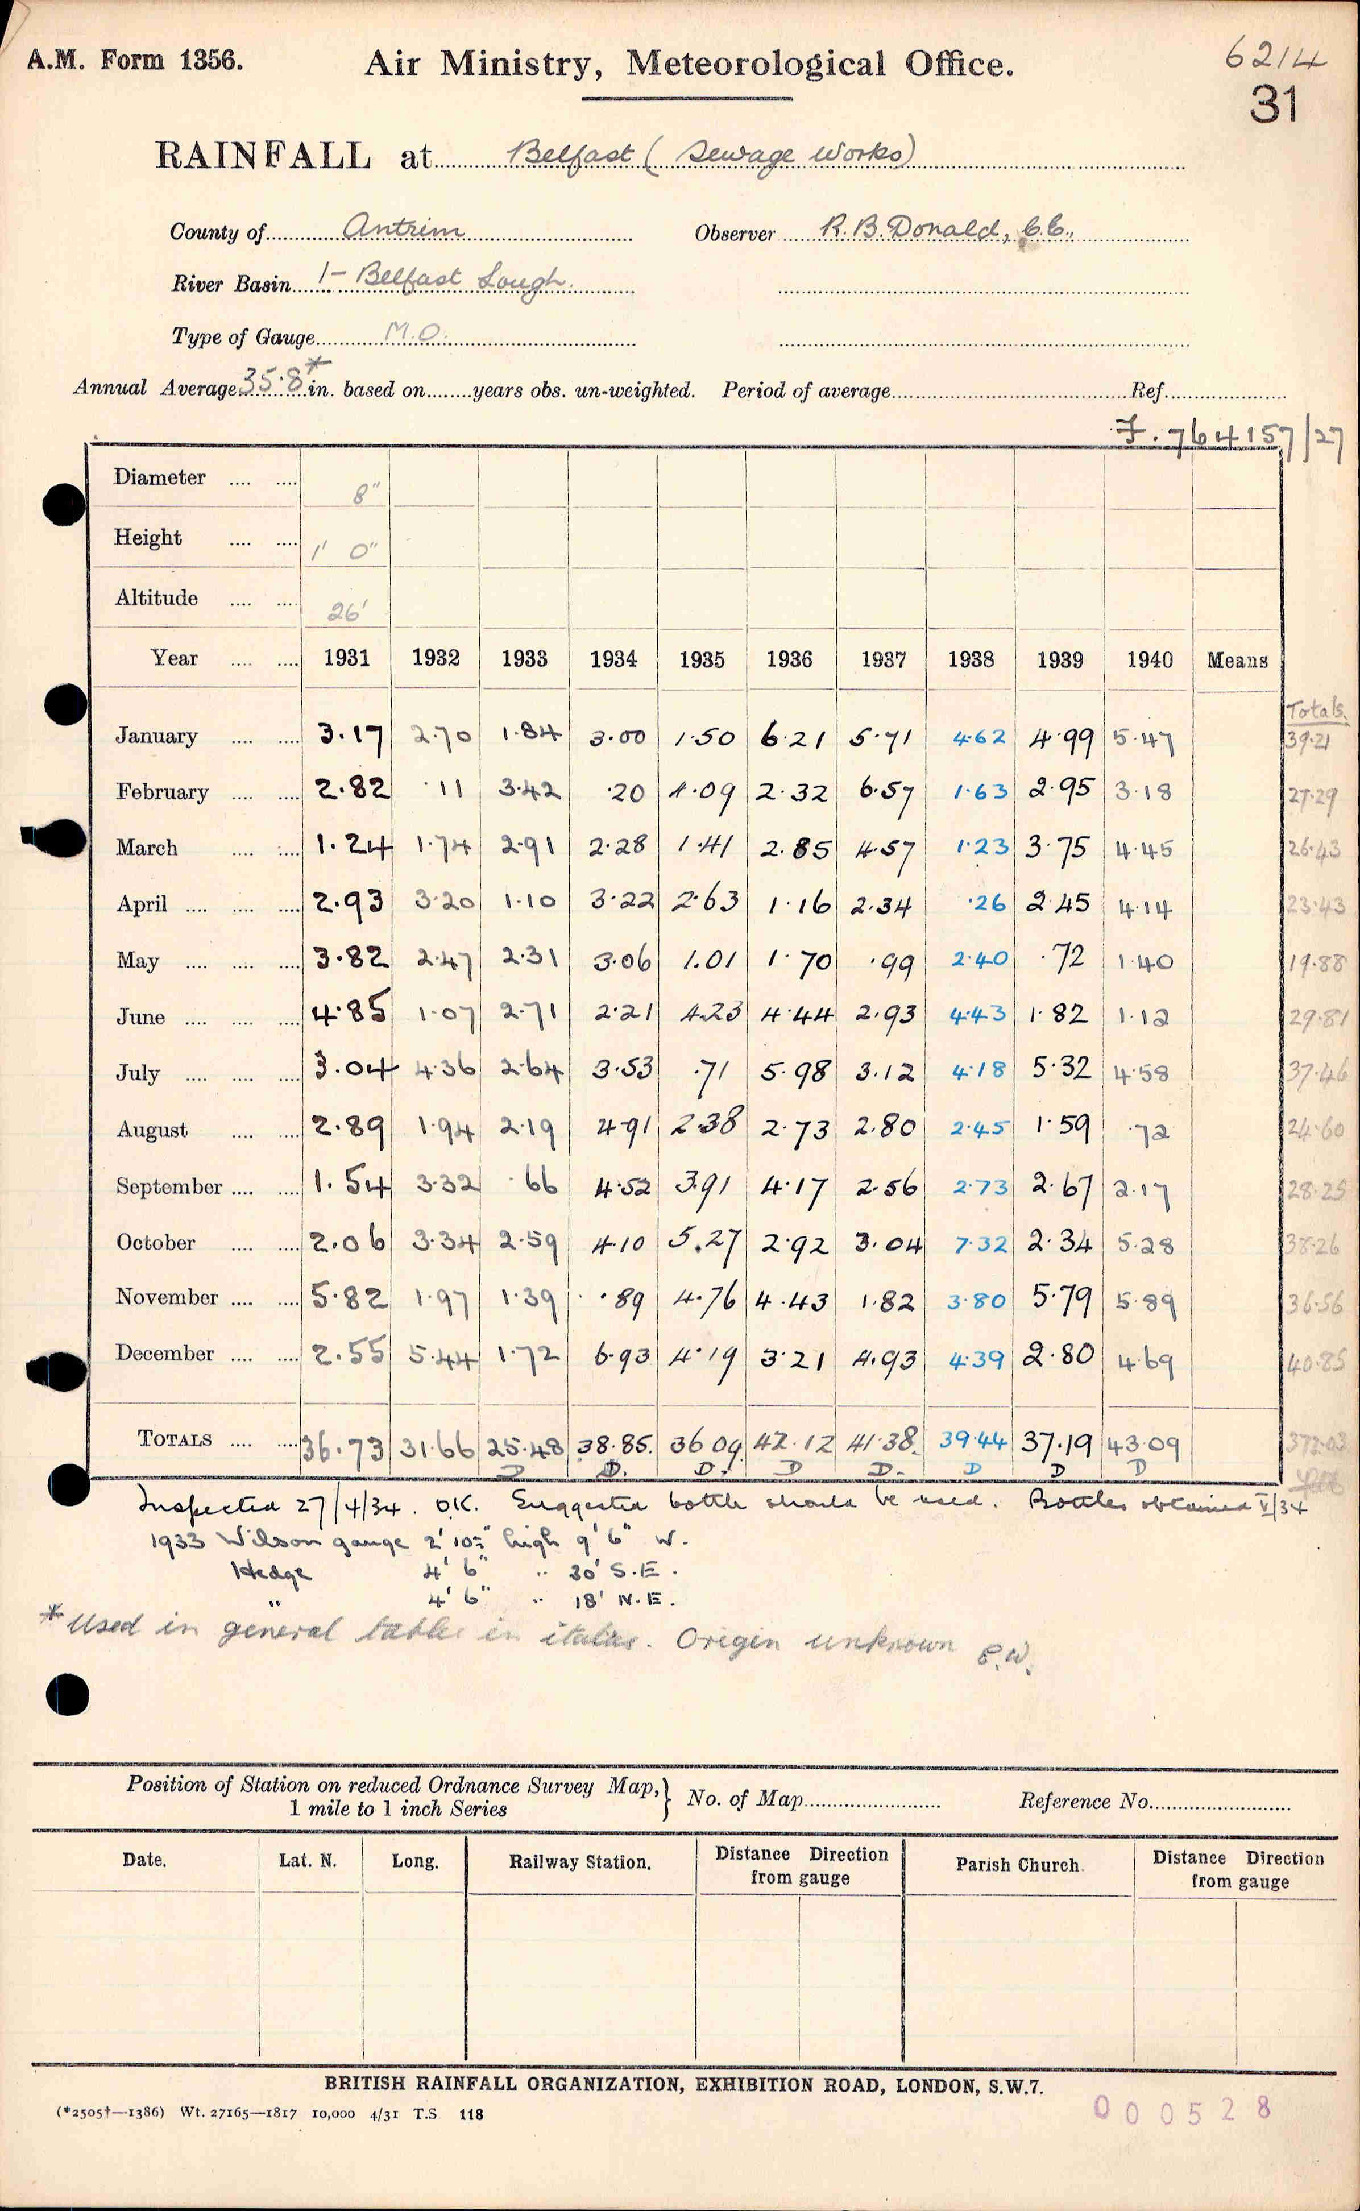 A.M. Form 1356.
Air Ministry, Meteorological Office.
6214
31
RAINFALL at Belfast (Sewage Works)
County of Antrim Observer R.B.Donald, C.E.,
River Basin 1- Belfast Lough.
Type of Gauge M.O.
Annual Average 35.8* in. based on........years obs. un-weighted. Period of average........ Ref........
764157/27
Diameter .... .... 8"
Height .... .... 1' 0"
Altitude .... .... 26'
Year .... .... 1931 1932 1933 1934 1935 1936 1937 1938 1939 1940 Means Totals.
January .... .... 3.17 2.70 1.84 3.00 1.50 6.21 5.71 4.62 4.99 5.47 39.21
February .... .... 2.82 .11 3.42 .20 4.09 2.32 6.57 1.63 2.95 3.18 27.29
March .... .... 1.24 1.74 2.91 2.28 1.41 2.85 4.57 1.23 3.75 4.45 26.43
April .... .... .... 2.93 3.20 1.10 3.22 2.63 1.16 2.34 .26 2.45 4.14 23.43
May .... .... .... 3.82 2.47 2.31 3.06 1.01 1.70 .99 2.40 .72 1.40 19.88
June .... .... .... 4.85 1.07 2.71 2.21 4.23 4.44 2.93 4.43 1.82 1.12 29.81
July .... .... .... 3.04 4.36 2.64 3.53 .71 5.98 3.12 4.18 5.32 4.58 37.46
August .... .... 2.89 1.94 2.19 4.91 2.38 2.73 2.80 2.45 1.59 .72 24.60
September .... .... 1.54 3.32 .66 4.52 3.91 4.17 2.56 2.73 2.67 2.17 28.25
October .... .... 2.06 3.34 2.59 4.10 5.27 2.92 3.04 7.32 2.34 5.28 38.26
November .... .... 5.82 1.97 1.39 .89 4.76 4.43 1.82 3.80 5.79 5.89 36.56
December .... .... 2.55 5.44 1.72 6.93 4.19 3.21 4.93 4.39 2.80 4.69 40.85
TOTALS .... .... 36.73 31.66 25.48 38.85. 36.09 42.12 41.38. 39.44 37.19 43.09 372.03
D D. D. D D. D D D
Inspected 27/4/34. O.K. Suggested bottle should be used. Bottles obtained V/34
1933 Wilson gauge 2' 10½" high 9' 6" W.
Hedge 4' 6" " 30' S.E.
" 4' 6" " 18' N.E.
* Used in general table in italics. Origin unknown P.W.
Position of Station on reduced Ordnance Survey Map,} No. of Map........ Reference No........
1 mile to 1 inch Series
Date. Lat. N. Long. Railway Station. Distance Direction from gauge Parish Church. Distance Direction from gauge
BRITISH RAINFALL ORGANIZATION, EXHIBITION ROAD, LONDON, S.W.7.
(*2505†—1386) Wt. 27165—1817 10,000 4/31 T.S 118
000528